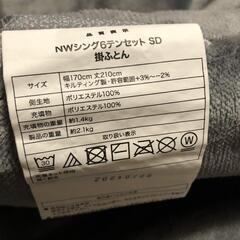 品質表示
NWシング6テンセット SD
掛ふとん
サイズ 幅170cm 丈210cm
キルティング製・許容範囲+3%~-2%
側生地 ポリエステル100%
充填物 ポリエステル100%
充填物の重量 約1.4kg
製品の重量 約2.1kg
取り扱い表示
30
W